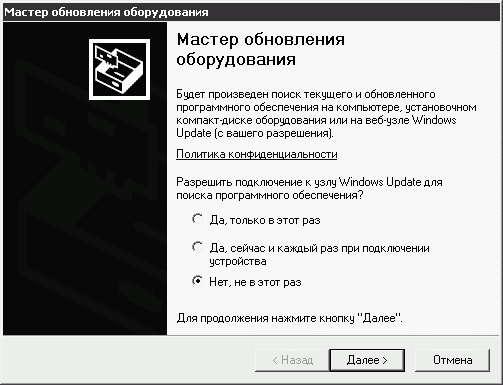 Мастер обновления оборудования
Мастер обновления
оборудования
Будет произведен поиск текущего и обновленного
программного обеспечения на компьютере, установочном
компакт-диске оборудования или на веб-узле Windows
Update (с вашего разрешения).
Политика конфиденциальности
Разрешить подключение к узлу Windows Update для
поиска программного обеспечения?
Да, только в этот раз
Да, сейчас и каждый раз при подключении
устройства
Нет, не в этот раз
Для продолжения нажмите кнопку "Далее".
< Назад
Далее >
Отмена